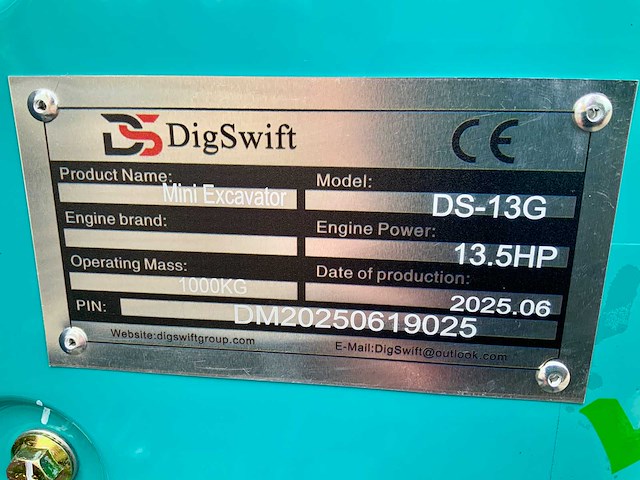 DS DigSwift CE
Product Name: Mini Excavator
Model: DS-13G
Engine brand:
Engine Power: 13.5HP
Operating Mass: 1000KG
Date of production: 2025.06
PIN: DM20250619025
Website:digswiftgroup.com
E-Mail:DigSwift@outlook.com